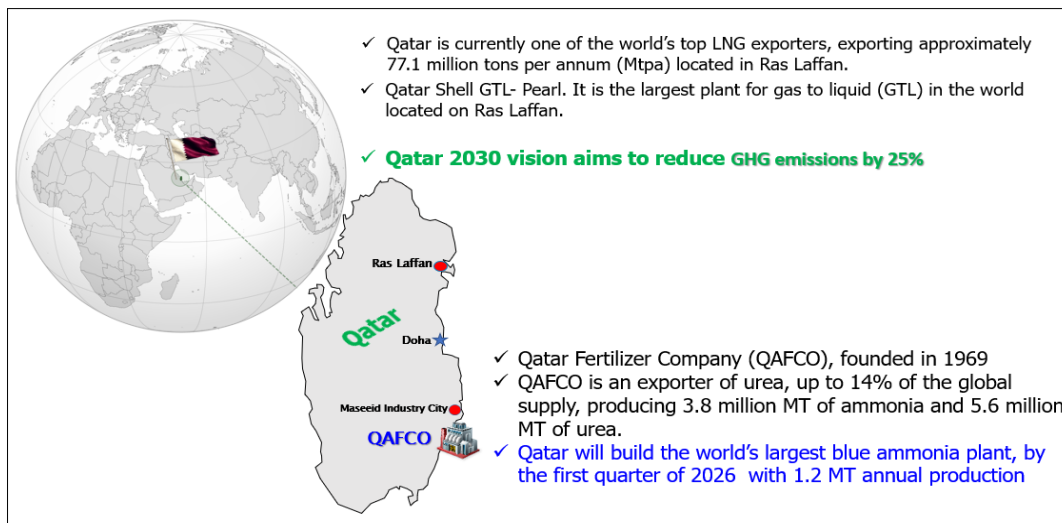 ✓ Qatar is currently one of the world's top LNG exporters, exporting approximately
77.1 million tons per annum (Mtpa) located in Ras Laffan.
✓ Qatar Shell GTL- Pearl. It is the largest plant for gas to liquid (GTL) in the world
located on Ras Laffan.
✓ Qatar 2030 vision aims to reduce GHG emissions by 25%
Ras Laffan
Qatar
Doha
Maseeid Industry City
QAFCO
✓ Qatar Fertilizer Company (QAFCO), founded in 1969
✓ QAFCO is an exporter of urea, up to 14% of the global
supply, producing 3.8 million MT of ammonia and 5.6 million
MT of urea.
✓ Qatar will build the world's largest blue ammonia plant, by
the first quarter of 2026 with 1.2 MT annual production